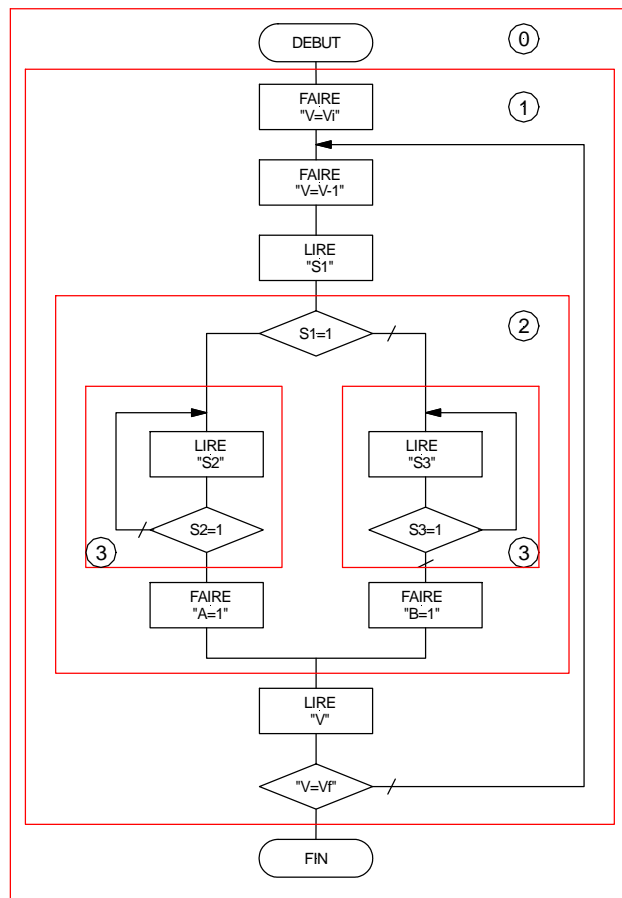 DEBUT
0
FAIRE
"V=Vi"
1
FAIRE
"V=V-1"
LIRE
"S1"
2
S1=1
LIRE
"S2"
LIRE
"S3"
S2=1
S3=1
3
3
FAIRE
"A=1"
FAIRE
"B=1"
LIRE
"V"
"V=Vf"
FIN